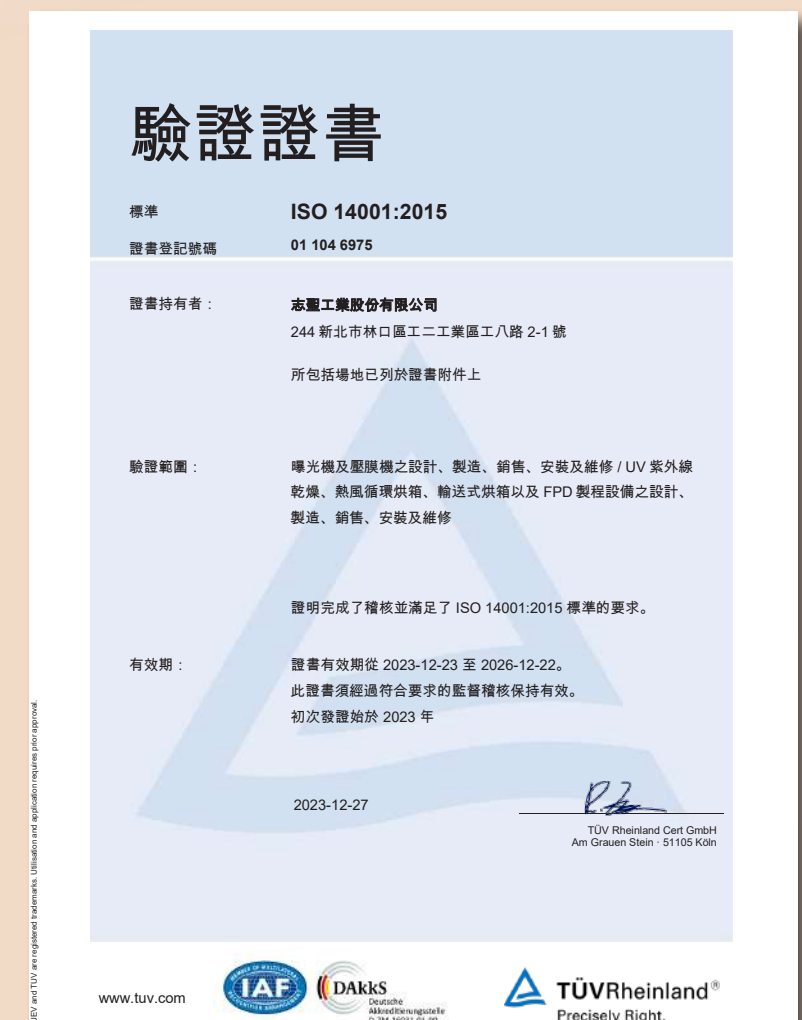 驗證證書
標準 ISO 14001:2015
證書登記號碼 01 104 6975
證書持有者： 志聖工業股份有限公司
244 新北市林口區工二工業區工八路 2-1 號
所包括場地已列於證書附件上
驗證範圍： 曝光機及壓膜機之設計、製造、銷售、安裝及維修 / UV 紫外線
乾燥、熱風循環烘箱、輸送式烘箱以及 FPD 製程設備之設計、
製造、銷售、安裝及維修
證明完成了稽核並滿足了 ISO 14001:2015 標準的要求。
有效期： 證書有效期從 2023-12-23 至 2026-12-22。
此證書須經過符合要求的監督稽核保持有效。
初次發證始於 2023 年
2023-12-27
TÜV Rheinland Cert GmbH
Am Grauen Stein · 51105 Köln
UEV and TUV are registered trademarks. Utilisation and application requires prior approval.
www.tuv.com
MEMBER OF MULTILATERAL
IAF
RECOGNITION ARRANGEMENT
DAkkS
Deutsche
Akkreditierungsstelle
TÜVRheinland®
Precisely Right.